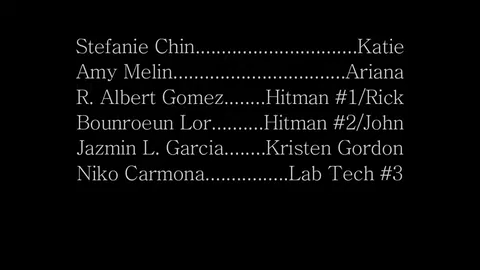 Stefanie Chin...............................Katie
Amy Melin.................................Ariana
R. Albert Gomez........Hitman #1/Rick
Bounroeun Lor..........Hitman #2/John
Jazmin L. Garcia........Kristen Gordon
Niko Carmona................Lab Tech #3